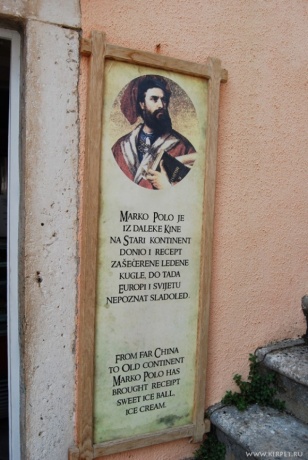 Marko Polo je
iz daleke Kine
na Stari kontinent
donio i recept
zašećerene ledene
kugle, do tada
Europi i svijetu
nepoznat sladoled.
From far China
to Old continent
Marko Polo has
brought receipt
sweet ice ball,
ice cream.
www.kirpet.ru